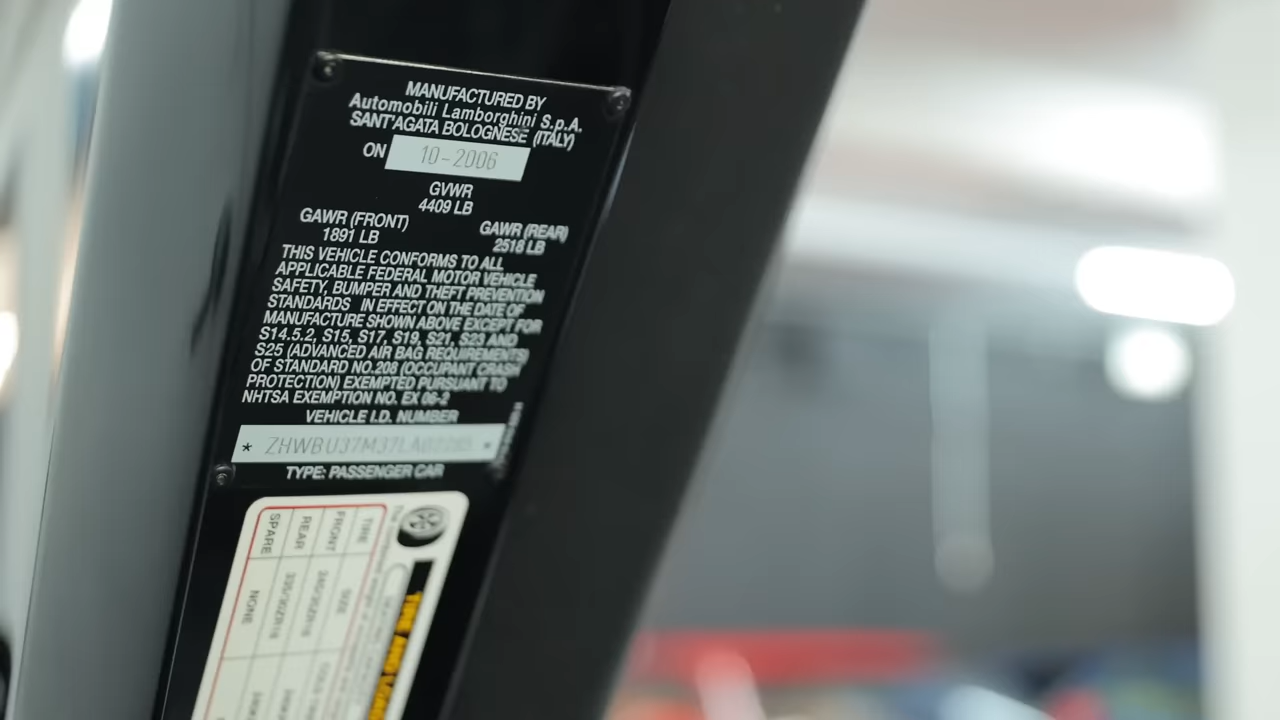 MANUFACTURED BY
Automobili Lamborghini S.p.A.
SANT'AGATA BOLOGNESE (ITALY)
ON 10-2006
GVWR
4409 LB
GAWR (FRONT) GAWR (REAR)
1891 LB 2518 LB
THIS VEHICLE CONFORMS TO ALL
APPLICABLE FEDERAL MOTOR VEHICLE
SAFETY, BUMPER AND THEFT PREVENTION
STANDARDS IN EFFECT ON THE DATE OF
MANUFACTURE SHOWN ABOVE EXCEPT FOR
S14.5.2, S15, S17, S19, S21, S23 AND
S25 (ADVANCED AIR BAG REQUIREMENTS)
OF STANDARD NO.208 (OCCUPANT CRASH
PROTECTION) EXEMPTED PURSUANT TO
NHTSA EXEMPTION NO. EX 06-2
VEHICLE I.D. NUMBER
TYPE: PASSENGER CAR
TIRE
FRONT
REAR
SPARE NONE
TIRE AND